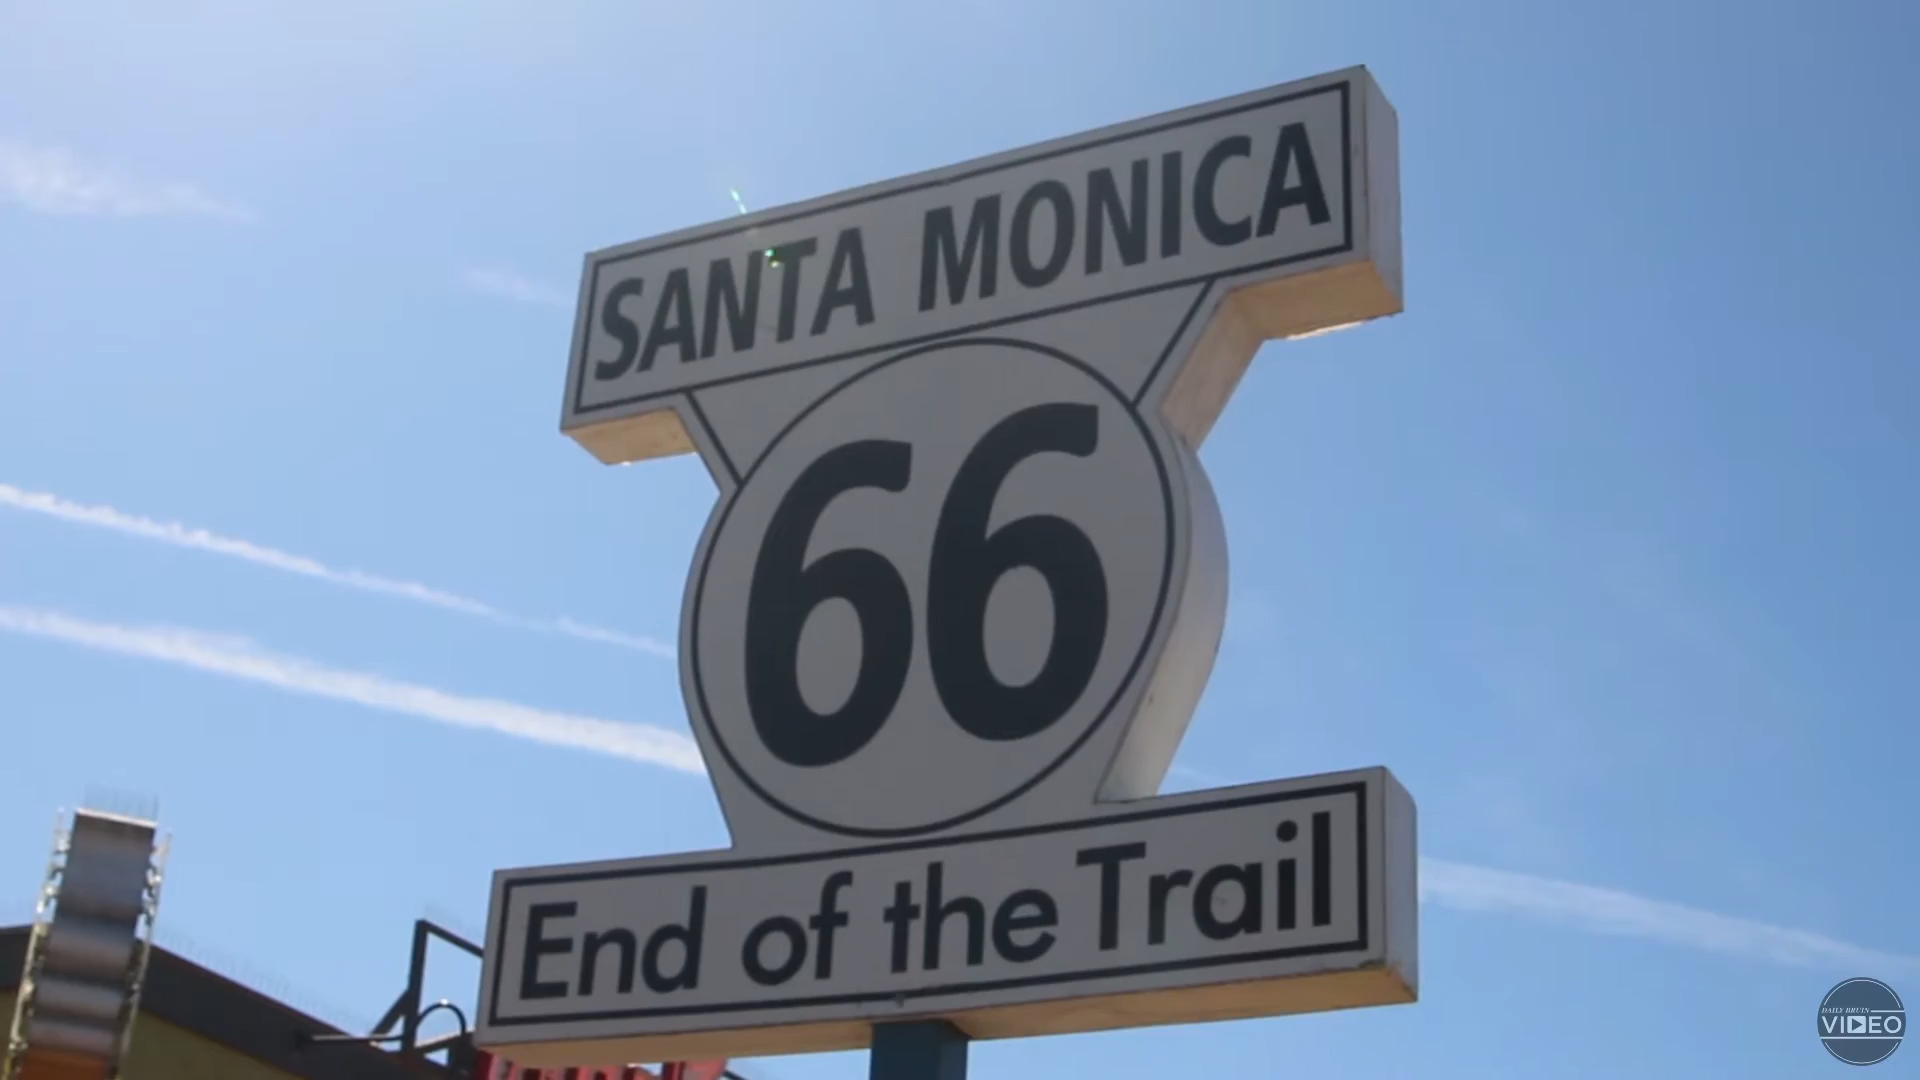 SANTA MONICA
66
End of the Trail
DAILY BRUIN
VIDEO